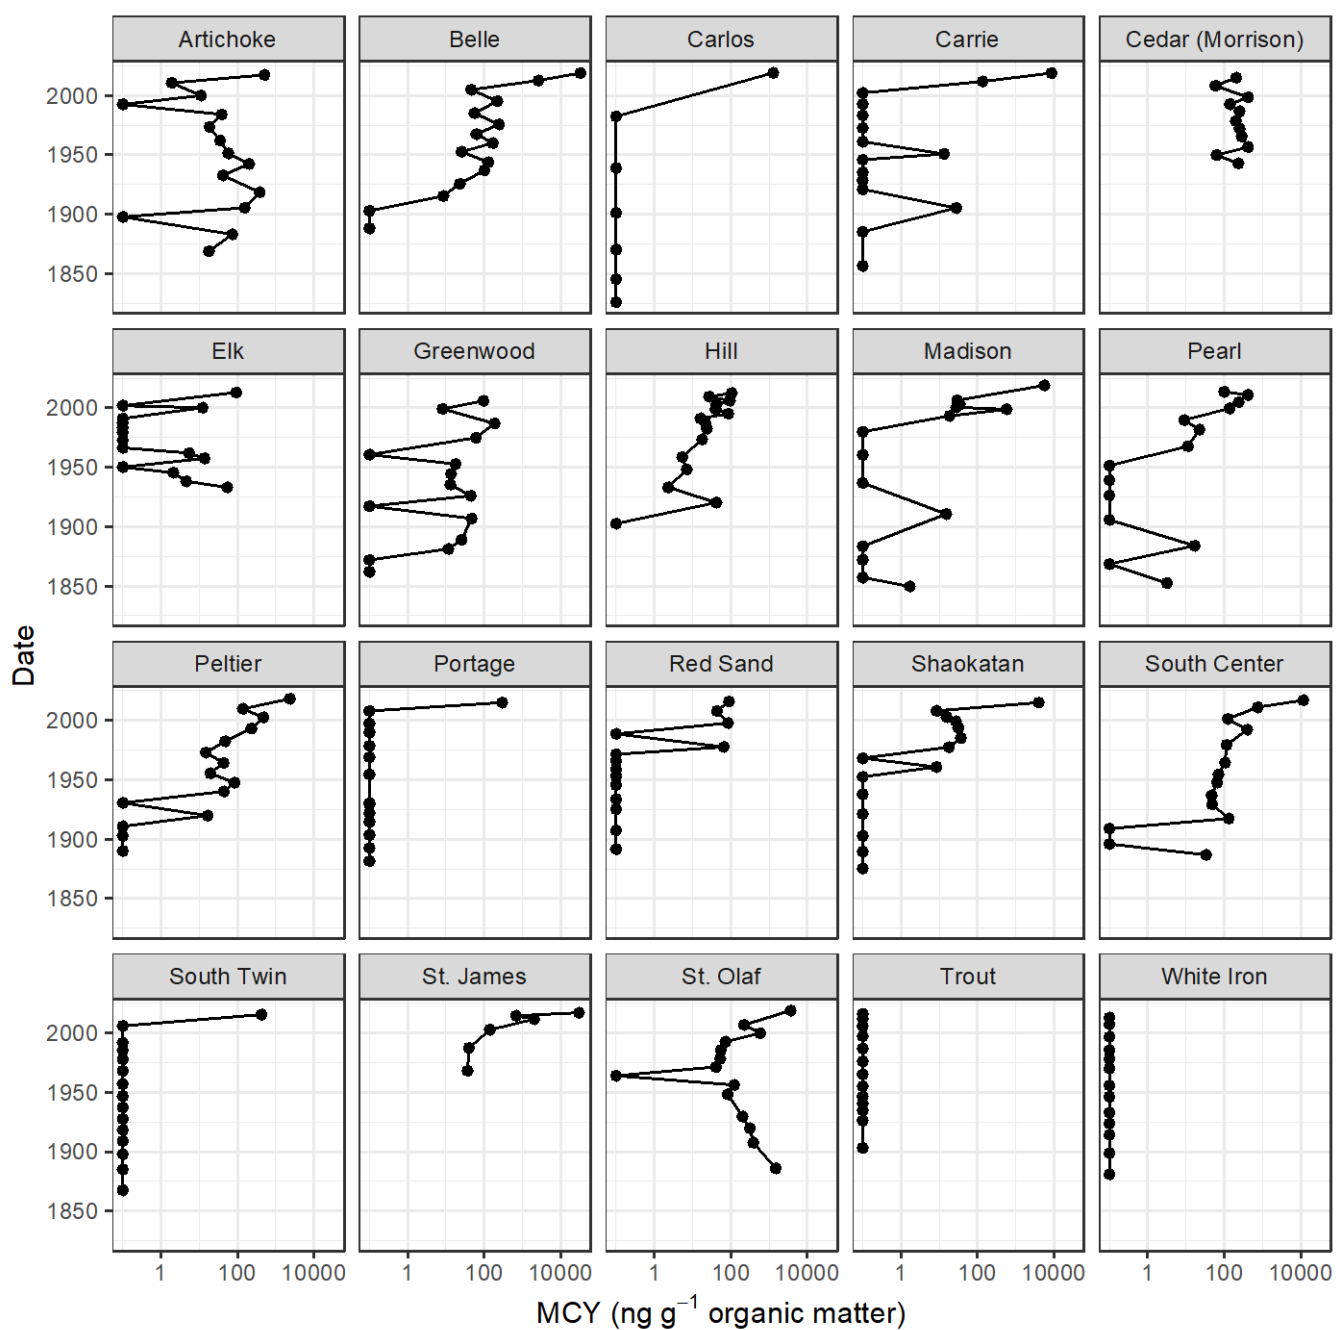 Artichoke Belle Carlos Carrie Cedar (Morrison)
2000
1950
1900
1850
Elk Greenwood Hill Madison Pearl
2000
1950
1900
1850
Date
Peltier Portage Red Sand Shaokatan South Center
2000
1950
1900
1850
South Twin St. James St. Olaf Trout White Iron
2000
1950
1900
1850
1 100 10000 1 100 10000 1 100 10000 1 100 10000 1 100 10000
MCY (ng g⁻¹ organic matter)